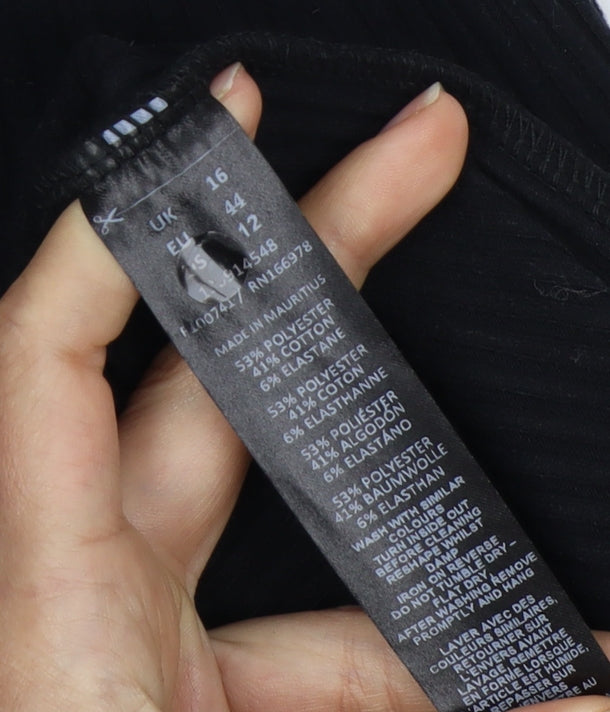 UK 16
EU 44
12
RN166978
MADE IN MAURITIUS
53% POLYESTER
41% COTTON
6% ELASTANE
53% POLYESTER
41% COTON
6% ELASTHANNE
53% POLIÉSTER
41% ALGODÓN
6% ELASTANO
53% POLYESTER
41% BAUMWOLLE
6% ELASTHAN
WASH WITH SIMILAR
COLOURS
TURN INSIDE OUT
BEFORE CLEANING
RESHAPE WHILST
DAMP
IRON ON REVERSE
DO NOT TUMBLE DRY –
FLAT DRY
AFTER WASHING REMOVE
PROMPTLY AND HANG
LAVER AVEC DES
COULEURS SIMILAIRES,
RETOURNER SUR
L'ENVERS AVANT
LAVAGE, REMETTRE
EN FORME LORSQUE
ARTICLE EST HUMIDE,
REPASSER SUR